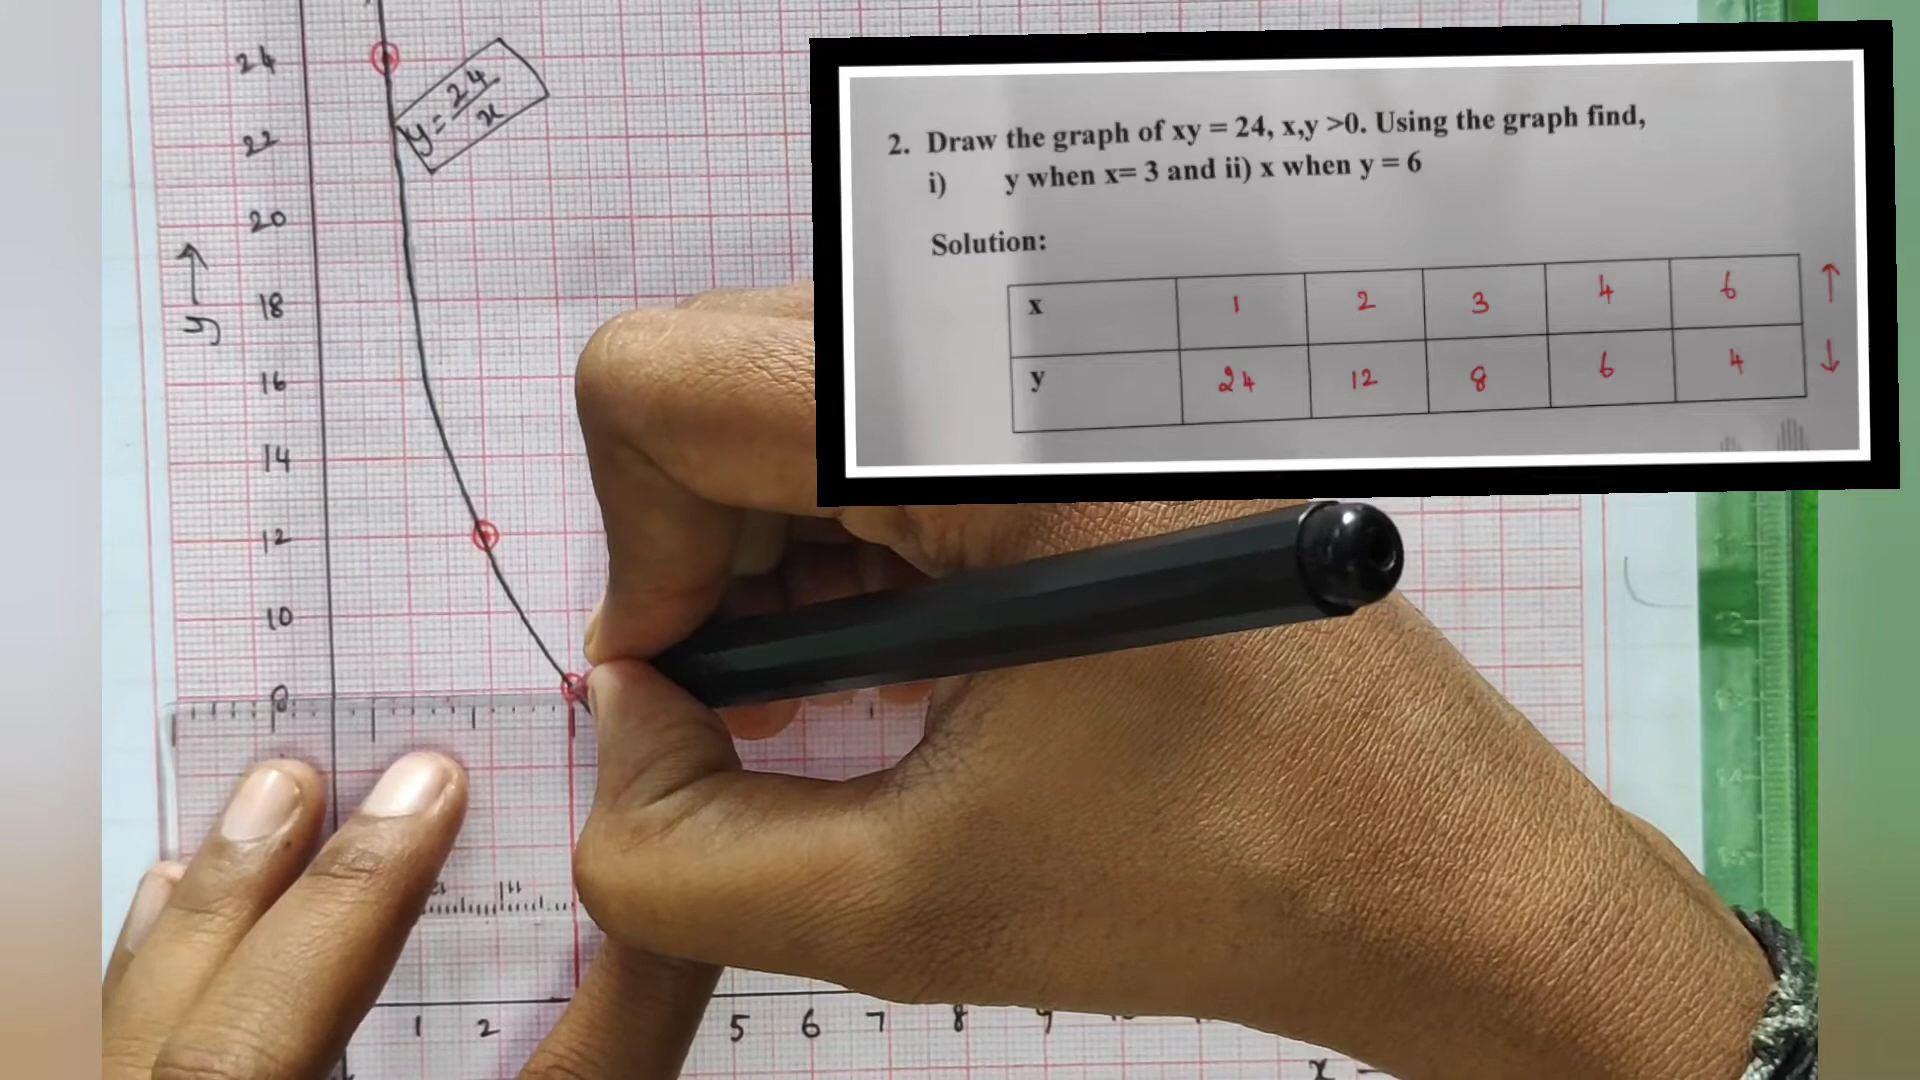 24
y = 24/x
22
20
y
18
16
14
12
10
8
1 2 5 6 7 8 9
x
11
2. Draw the graph of xy = 24, x,y >0. Using the graph find,
i) y when x= 3 and ii) x when y = 6
Solution:
x 1 2 3 4 6 ↑
y 24 12 8 6 4 ↓